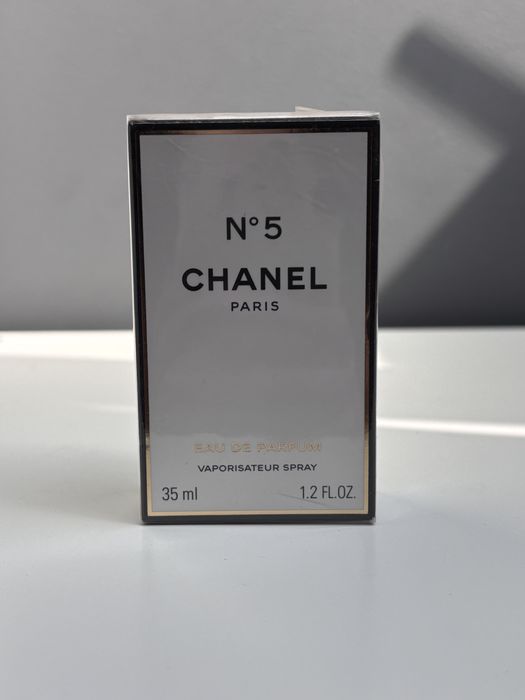 N°5
CHANEL
PARIS
EAU DE PARFUM
VAPORISATEUR SPRAY
35 ml 1.2 FL.OZ.